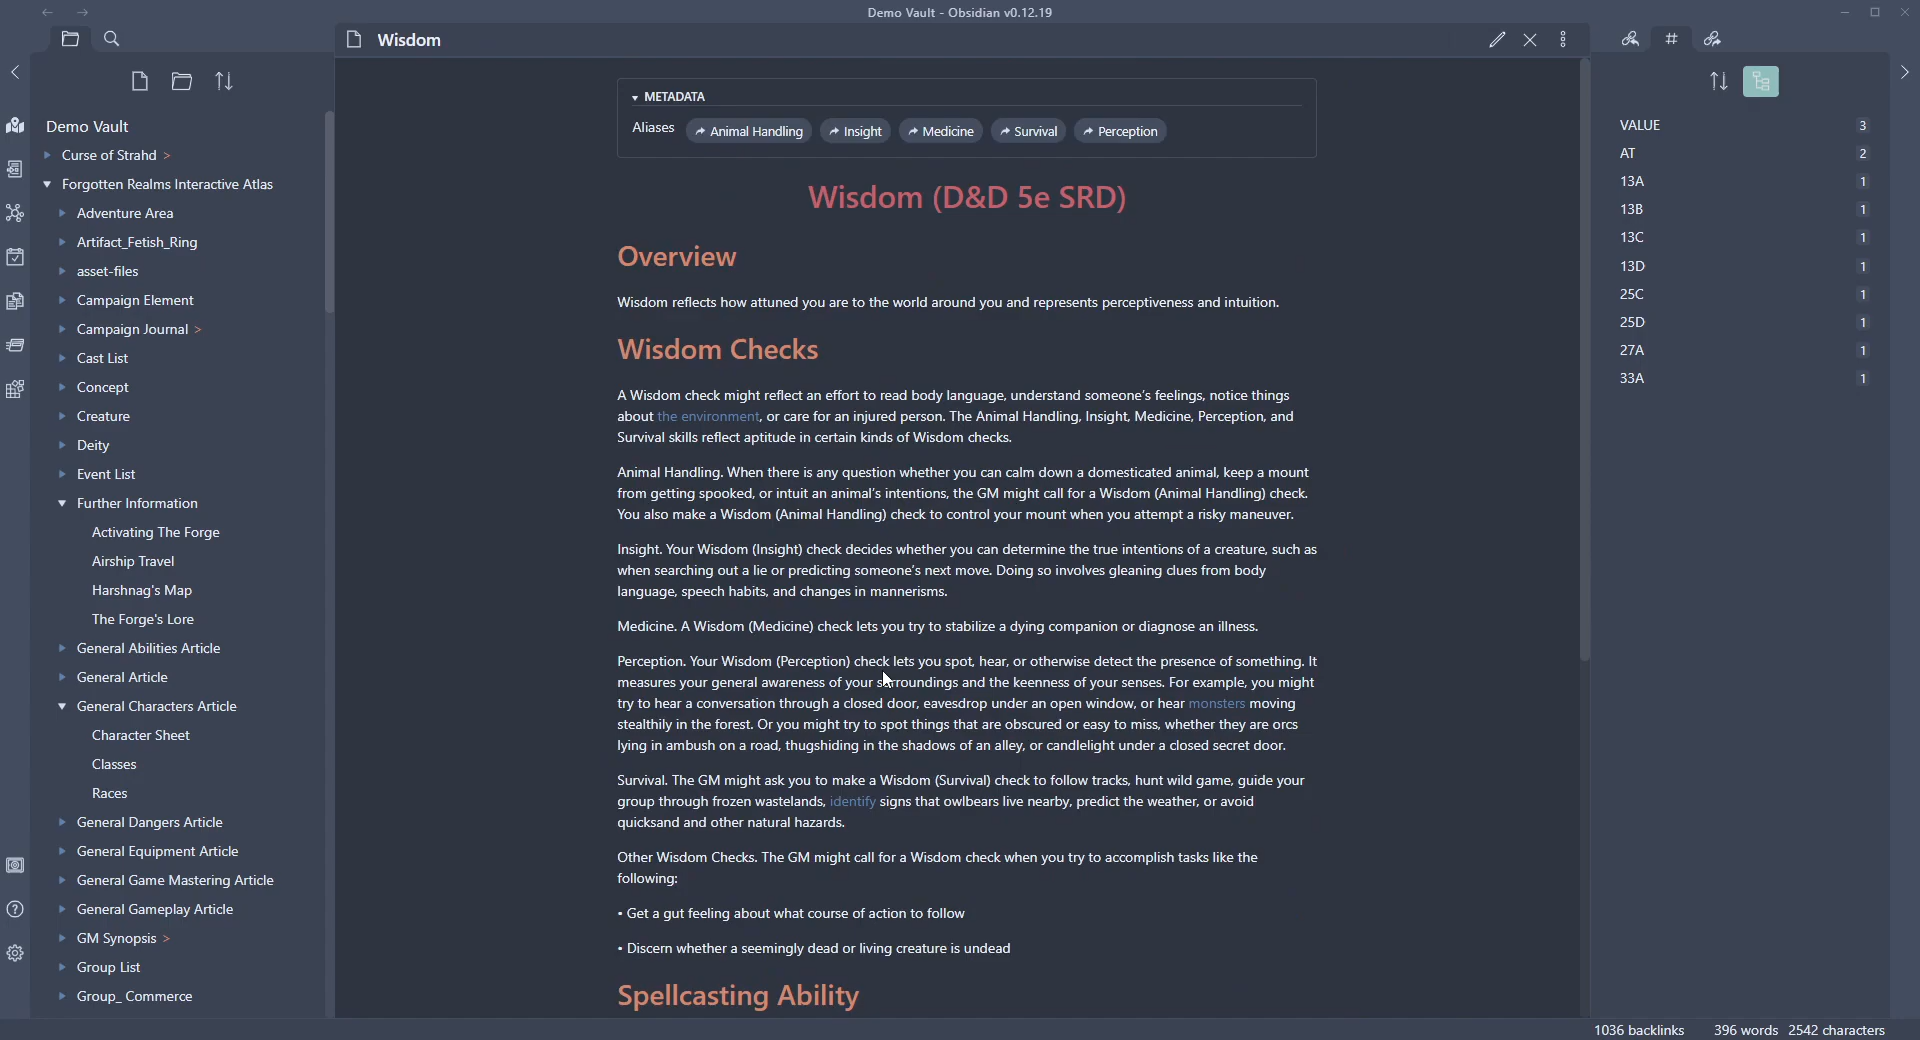 Demo Vault - Obsidian v0.12.19
Wisdom
Demo Vault
Curse of Strahd >
Forgotten Realms Interactive Atlas
Adventure Area
Artifact_Fetish_Ring
asset-files
Campaign Element
Campaign Journal >
Cast List
Concept
Creature
Deity
Event List
Further Information
Activating The Forge
Airship Travel
Harshnag's Map
The Forge's Lore
General Abilities Article
General Article
General Characters Article
Character Sheet
Classes
Races
General Dangers Article
General Equipment Article
General Game Mastering Article
General Gameplay Article
GM Synopsis >
Group List
Group_ Commerce
METADATA
Aliases Animal Handling Insight Medicine Survival Perception
Wisdom (D&D 5e SRD)
Overview
Wisdom reflects how attuned you are to the world around you and represents perceptiveness and intuition.
Wisdom Checks
A Wisdom check might reflect an effort to read body language, understand someone's feelings, notice things
about the environment, or care for an injured person. The Animal Handling, Insight, Medicine, Perception, and
Survival skills reflect aptitude in certain kinds of Wisdom checks.
Animal Handling. When there is any question whether you can calm down a domesticated animal, keep a mount
from getting spooked, or intuit an animal's intentions, the GM might call for a Wisdom (Animal Handling) check.
You also make a Wisdom (Animal Handling) check to control your mount when you attempt a risky maneuver.
Insight. Your Wisdom (Insight) check decides whether you can determine the true intentions of a creature, such as
when searching out a lie or predicting someone's next move. Doing so involves gleaning clues from body
language, speech habits, and changes in mannerisms.
Medicine. A Wisdom (Medicine) check lets you try to stabilize a dying companion or diagnose an illness.
Perception. Your Wisdom (Perception) check lets you spot, hear, or otherwise detect the presence of something. It
measures your general awareness of your surroundings and the keenness of your senses. For example, you might
try to hear a conversation through a closed door, eavesdrop under an open window, or hear monsters moving
stealthily in the forest. Or you might try to spot things that are obscured or easy to miss, whether they are orcs
lying in ambush on a road, thugshiding in the shadows of an alley, or candlelight under a closed secret door.
Survival. The GM might ask you to make a Wisdom (Survival) check to follow tracks, hunt wild game, guide your
group through frozen wastelands, identify signs that owlbears live nearby, predict the weather, or avoid
quicksand and other natural hazards.
Other Wisdom Checks. The GM might call for a Wisdom check when you try to accomplish tasks like the
following:
• Get a gut feeling about what course of action to follow
• Discern whether a seemingly dead or living creature is undead
Spellcasting Ability
VALUE 3
AT 2
13A 1
13B 1
13C 1
13D 1
25C 1
25D 1
27A 1
33A 1
1036 backlinks 396 words 2542 characters